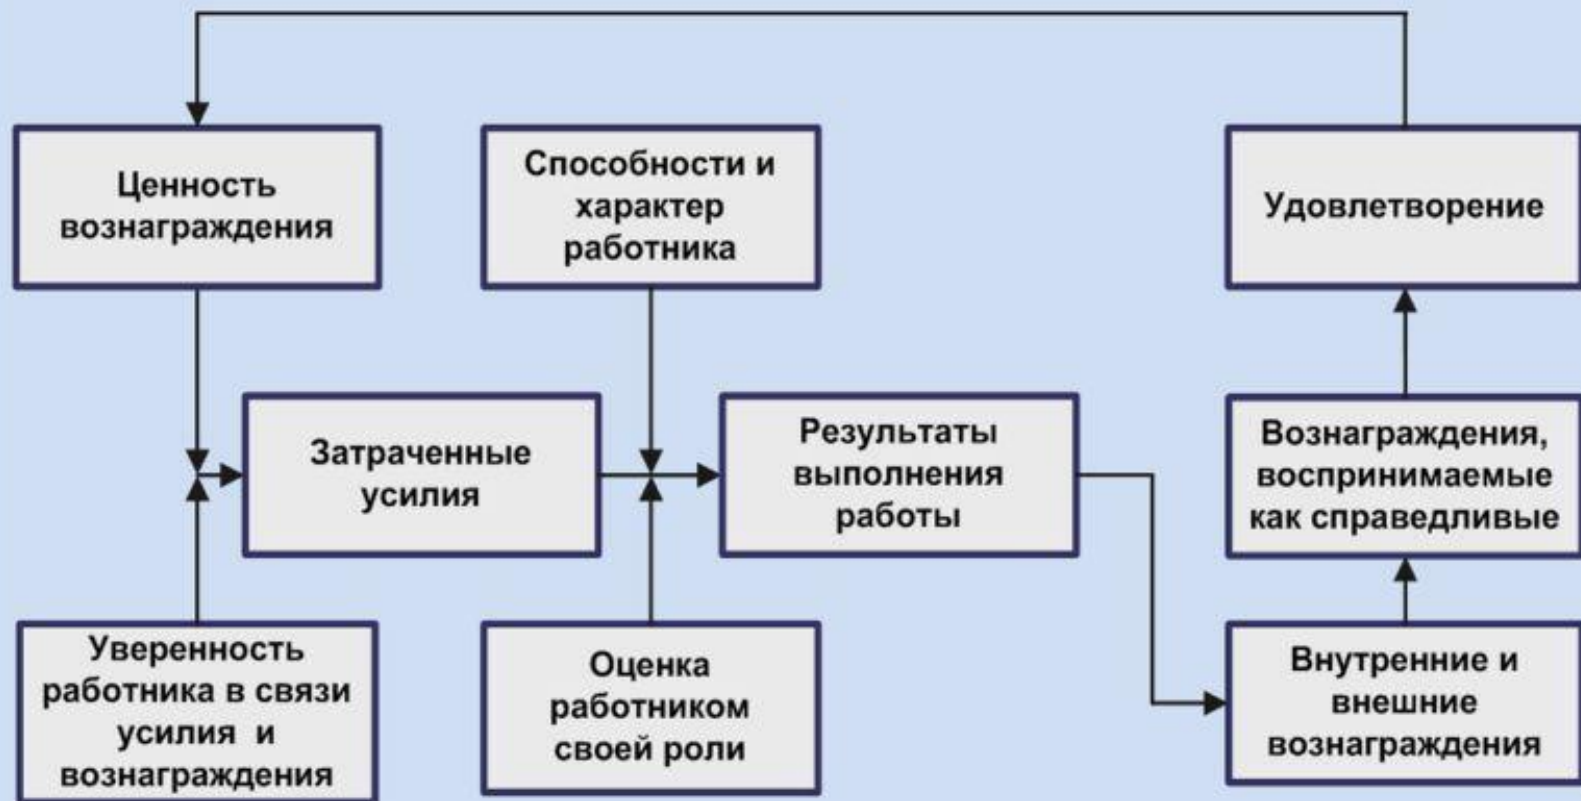 Ценность
вознаграждения
Способности и
характер
работника
Удовлетворение
Затраченные
усилия
Результаты
выполнения
работы
Вознаграждения,
воспринимаемые
как справедливые
Уверенность
работника в связи
усилия и
вознаграждения
Оценка
работником
своей роли
Внутренние и
внешние
вознаграждения